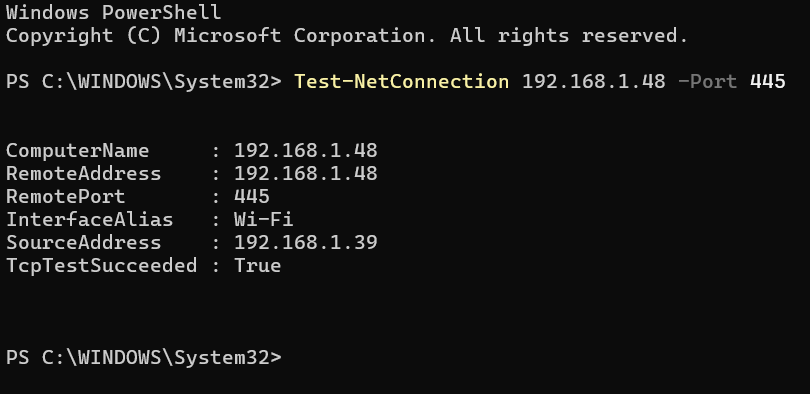 Windows PowerShell
Copyright (C) Microsoft Corporation. All rights reserved.
PS C:\WINDOWS\System32> Test-NetConnection 192.168.1.48 -Port 445
ComputerName     : 192.168.1.48
RemoteAddress    : 192.168.1.48
RemotePort       : 445
InterfaceAlias   : Wi-Fi
SourceAddress    : 192.168.1.39
TcpTestSucceeded : True
PS C:\WINDOWS\System32>